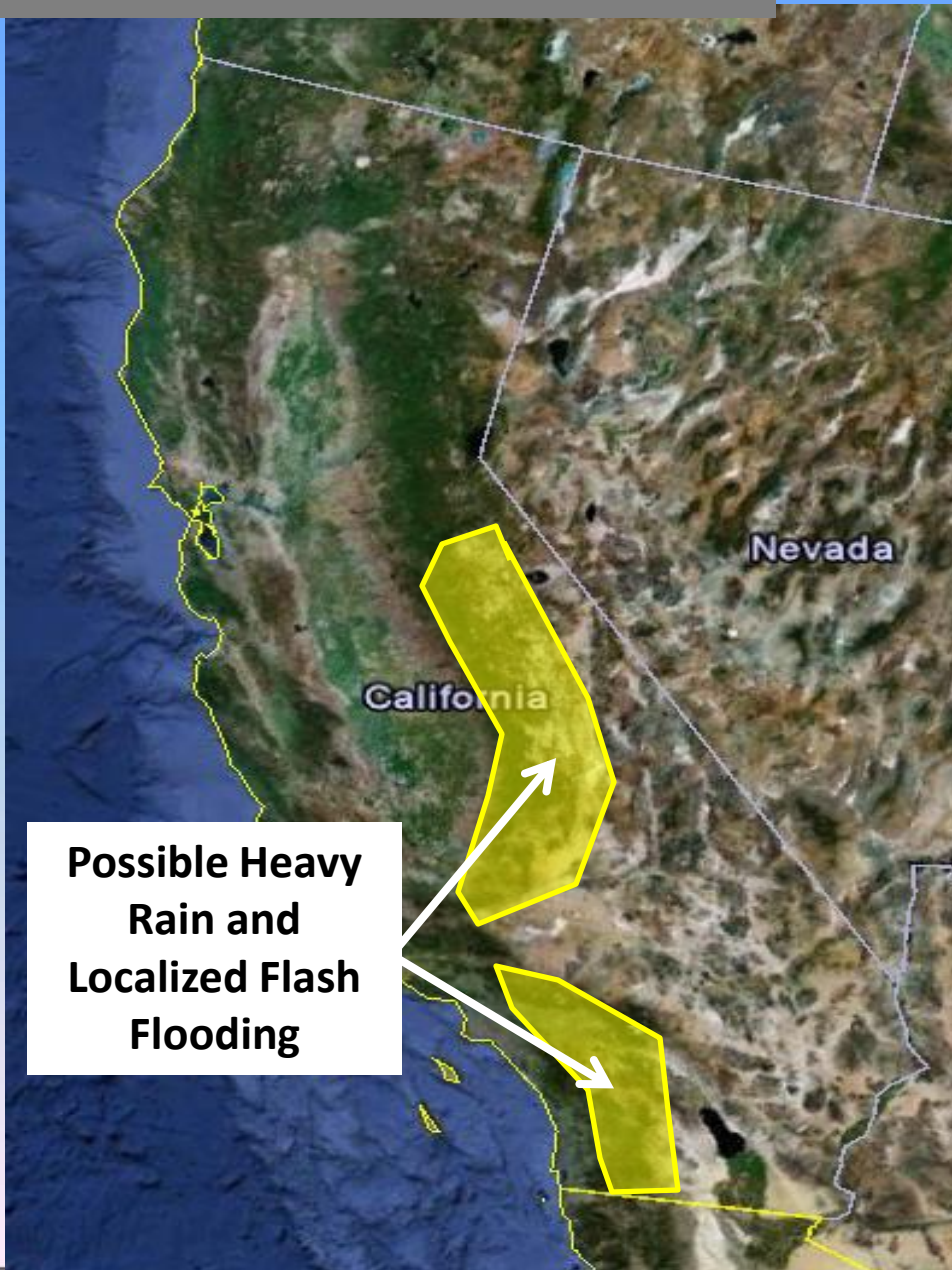 Nevada
California
Possible Heavy
Rain and
Localized Flash
Flooding